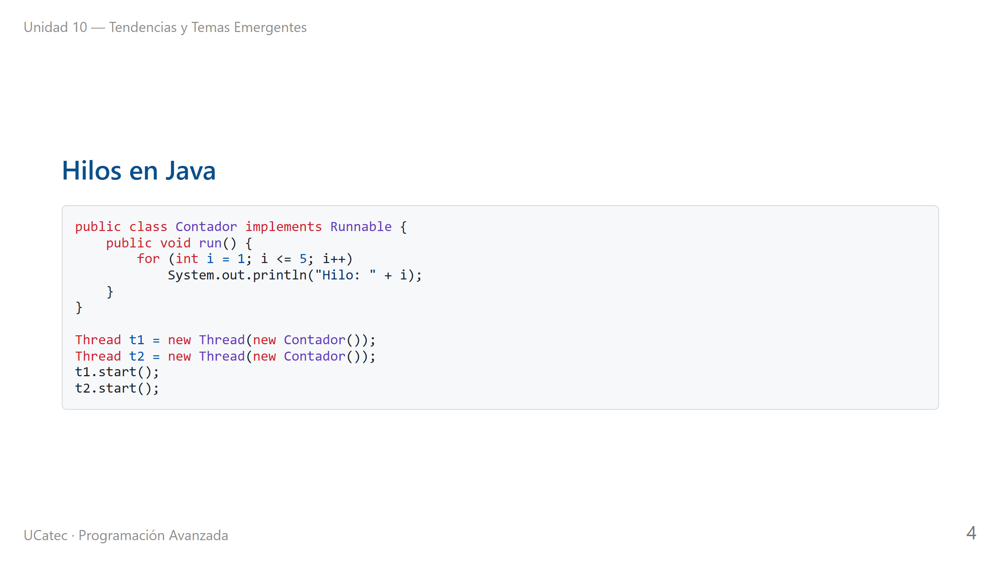 Unidad 10 — Tendencias y Temas Emergentes
Hilos en Java
public class Contador implements Runnable {
    public void run() {
        for (int i = 1; i <= 5; i++)
            System.out.println("Hilo: " + i);
    }
}

Thread t1 = new Thread(new Contador());
Thread t2 = new Thread(new Contador());
t1.start();
t2.start();
UCatec · Programación Avanzada
4